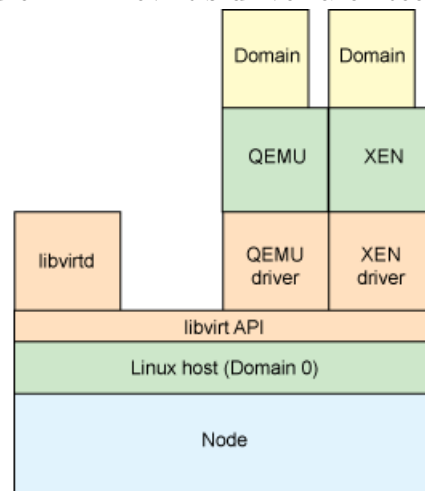 Domain
Domain
QEMU
XEN
libvirtd
QEMU
driver
XEN
driver
libvirt API
Linux host (Domain 0)
Node